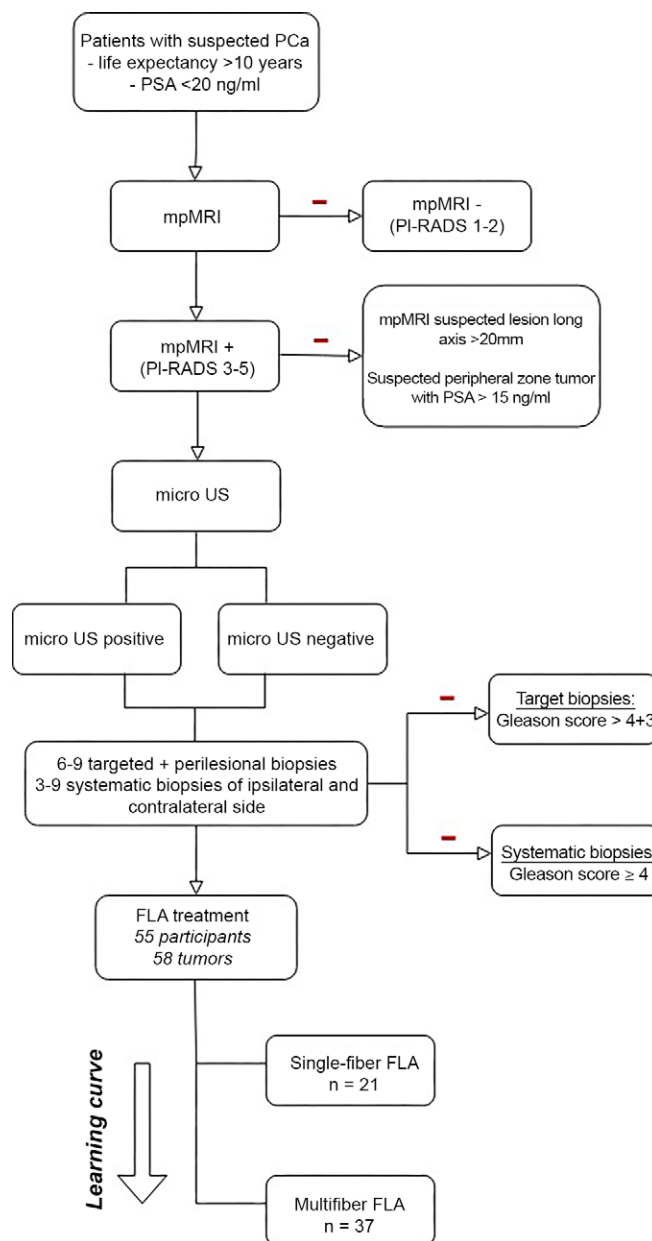 Patients with suspected PCa
- life expectancy >10 years
- PSA <20 ng/ml
mpMRI
mpMRI -
(PI-RADS 1-2)
mpMRI +
(PI-RADS 3-5)
mpMRI suspected lesion long
axis >20mm
Suspected peripheral zone tumor
with PSA > 15 ng/ml
micro US
micro US positive
micro US negative
6-9 targeted + perilesional biopsies
3-9 systematic biopsies of ipsilateral and
contralateral side
Target biopsies:
Gleason score > 4+3
Systematic biopsies
Gleason score ≥ 4
FLA treatment
55 participants
58 tumors
Learning curve
Single-fiber FLA
n = 21
Multifiber FLA
n = 37